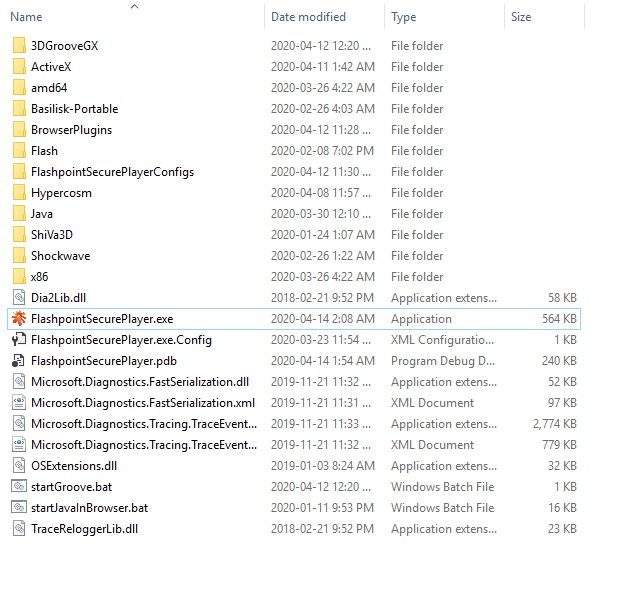 Name Date modified Type Size
3DGrooveGX 2020-04-12 12:20 ... File folder
ActiveX 2020-04-11 1:42 AM File folder
amd64 2020-03-26 4:22 AM File folder
Basilisk-Portable 2020-02-26 4:03 AM File folder
BrowserPlugins 2020-04-12 11:28 ... File folder
Flash 2020-02-08 7:02 PM File folder
FlashpointSecurePlayerConfigs 2020-04-12 11:30 ... File folder
Hypercosm 2020-04-08 11:57 ... File folder
Java 2020-03-30 12:10 ... File folder
ShiVa3D 2020-01-24 1:07 AM File folder
Shockwave 2020-02-26 1:22 AM File folder
x86 2020-03-26 4:22 AM File folder
Dia2Lib.dll 2018-02-21 9:52 PM Application extens... 58 KB
FlashpointSecurePlayer.exe 2020-04-14 2:08 AM Application 564 KB
FlashpointSecurePlayer.exe.Config 2020-03-23 11:54 ... XML Configuratio... 1 KB
FlashpointSecurePlayer.pdb 2020-04-14 1:54 AM Program Debug D... 240 KB
Microsoft.Diagnostics.FastSerialization.dll 2019-11-21 11:32 ... Application extens... 52 KB
Microsoft.Diagnostics.FastSerialization.xml 2019-11-21 11:31 ... XML Document 97 KB
Microsoft.Diagnostics.Tracing.TraceEvent... 2019-11-21 11:33 ... Application extens... 2,774 KB
Microsoft.Diagnostics.Tracing.TraceEvent... 2019-11-21 11:32 ... XML Document 779 KB
OSExtensions.dll 2019-01-03 8:24 AM Application extens... 32 KB
startGroove.bat 2020-04-12 12:20 ... Windows Batch File 1 KB
startJavaInBrowser.bat 2020-01-11 9:53 PM Windows Batch File 16 KB
TraceReloggerLib.dll 2018-02-21 9:52 PM Application extens... 23 KB